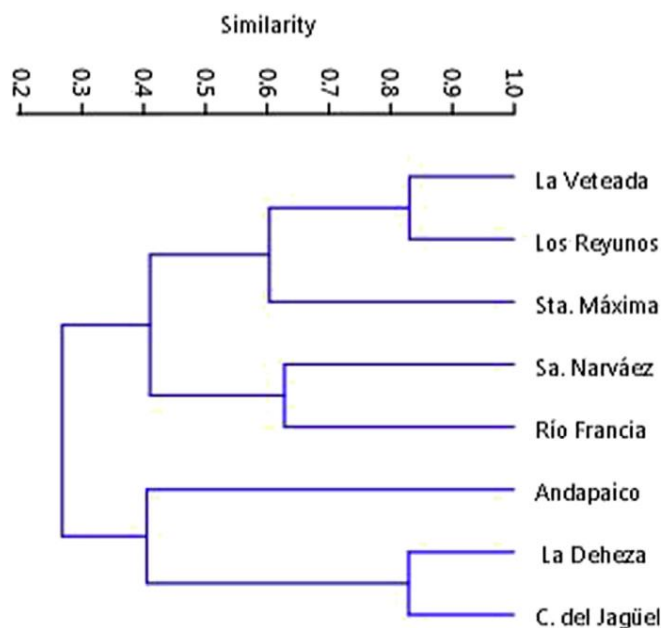 Similarity
0.2 0.3 0.4 0.5 0.6 0.7 0.8 0.9 1.0
La Veteada
Los Reyunos
Sta. Máxima
Sa. Narváez
Río Francia
Andapaico
La Deheza
C. del Jagüel